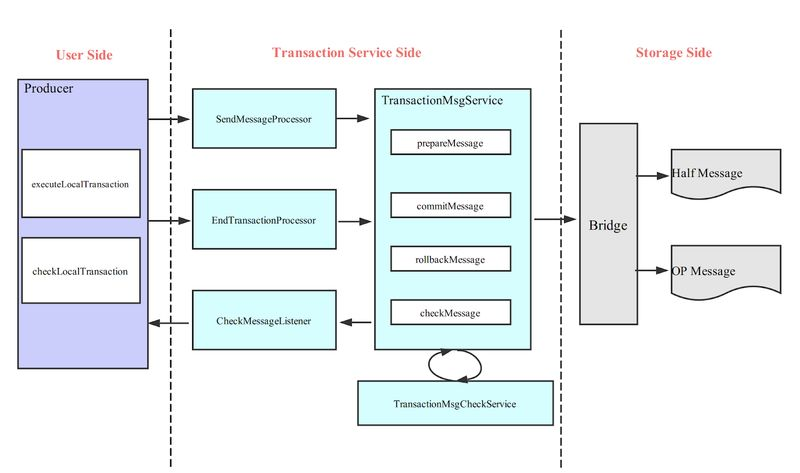 User Side
Transaction Service Side
Storage Side
Producer
executeLocalTransaction
checkLocalTransaction
SendMessageProcessor
EndTransactionProcessor
CheckMessageListener
TransactionMsgService
prepareMessage
commitMessage
rollbackMessage
checkMessage
TransactionMsgCheckService
Bridge
Half Message
OP Message